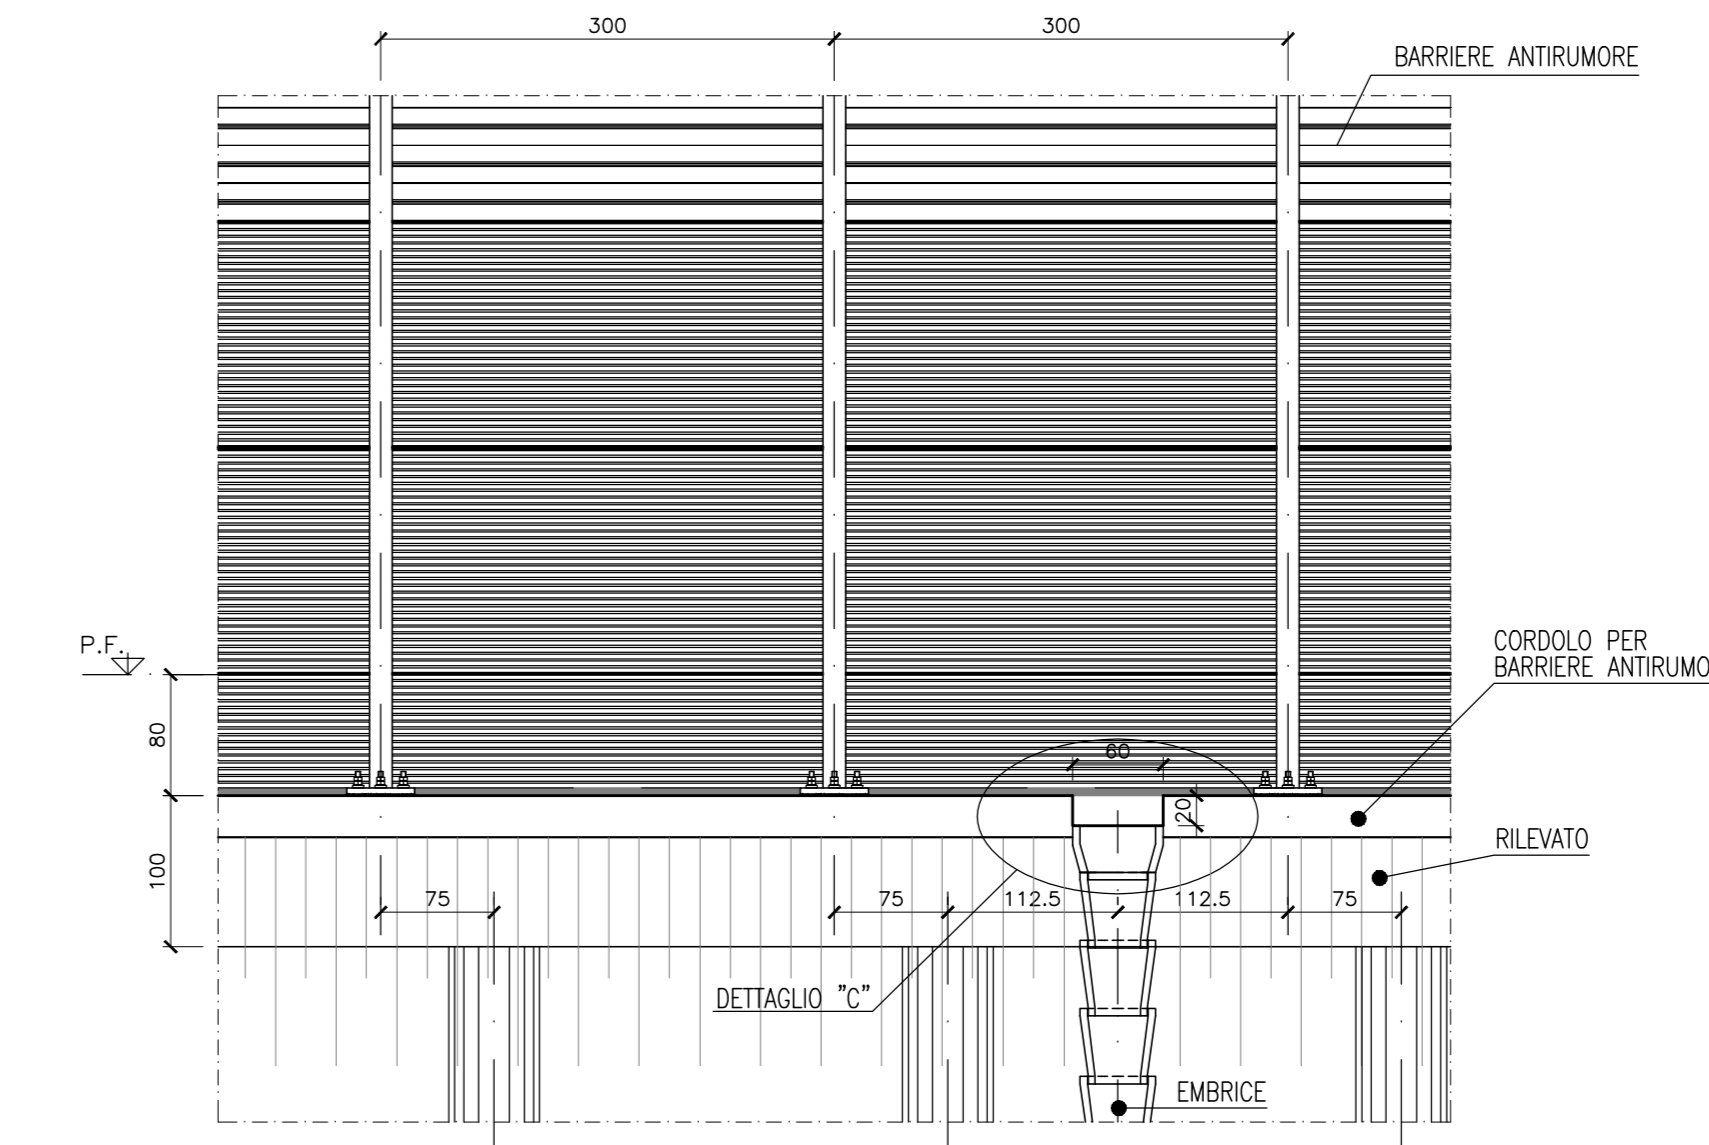 300
300
BARRIERE ANTIRUMORE
P.F.
CORDOLO PER
BARRIERE ANTIRUMO
80
60
20
RILEVATO
100
75
75
112.5
112.5
75
DETTAGLIO "C"
EMBRICE